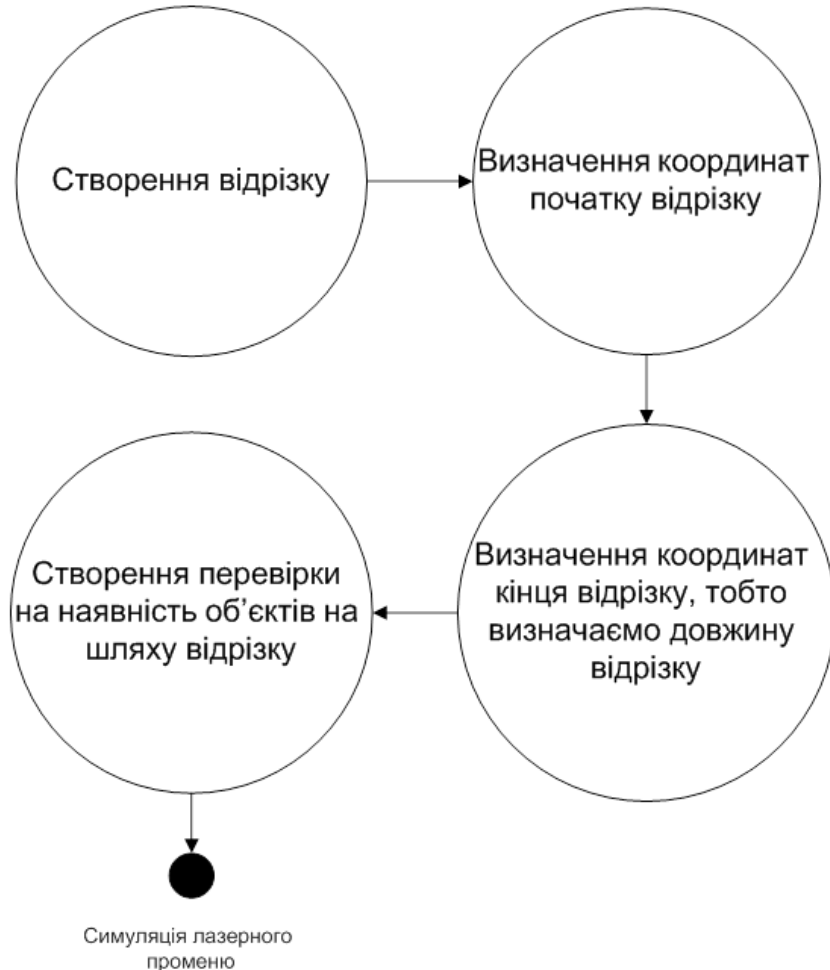 Створення відрізку
Визначення координат
початку відрізку
Визначення координат
кінця відрізку, тобто
визначаємо довжину
відрізку
Створення перевірки
на наявність об’єктів на
шляху відрізку
Симуляція лазерного
променю